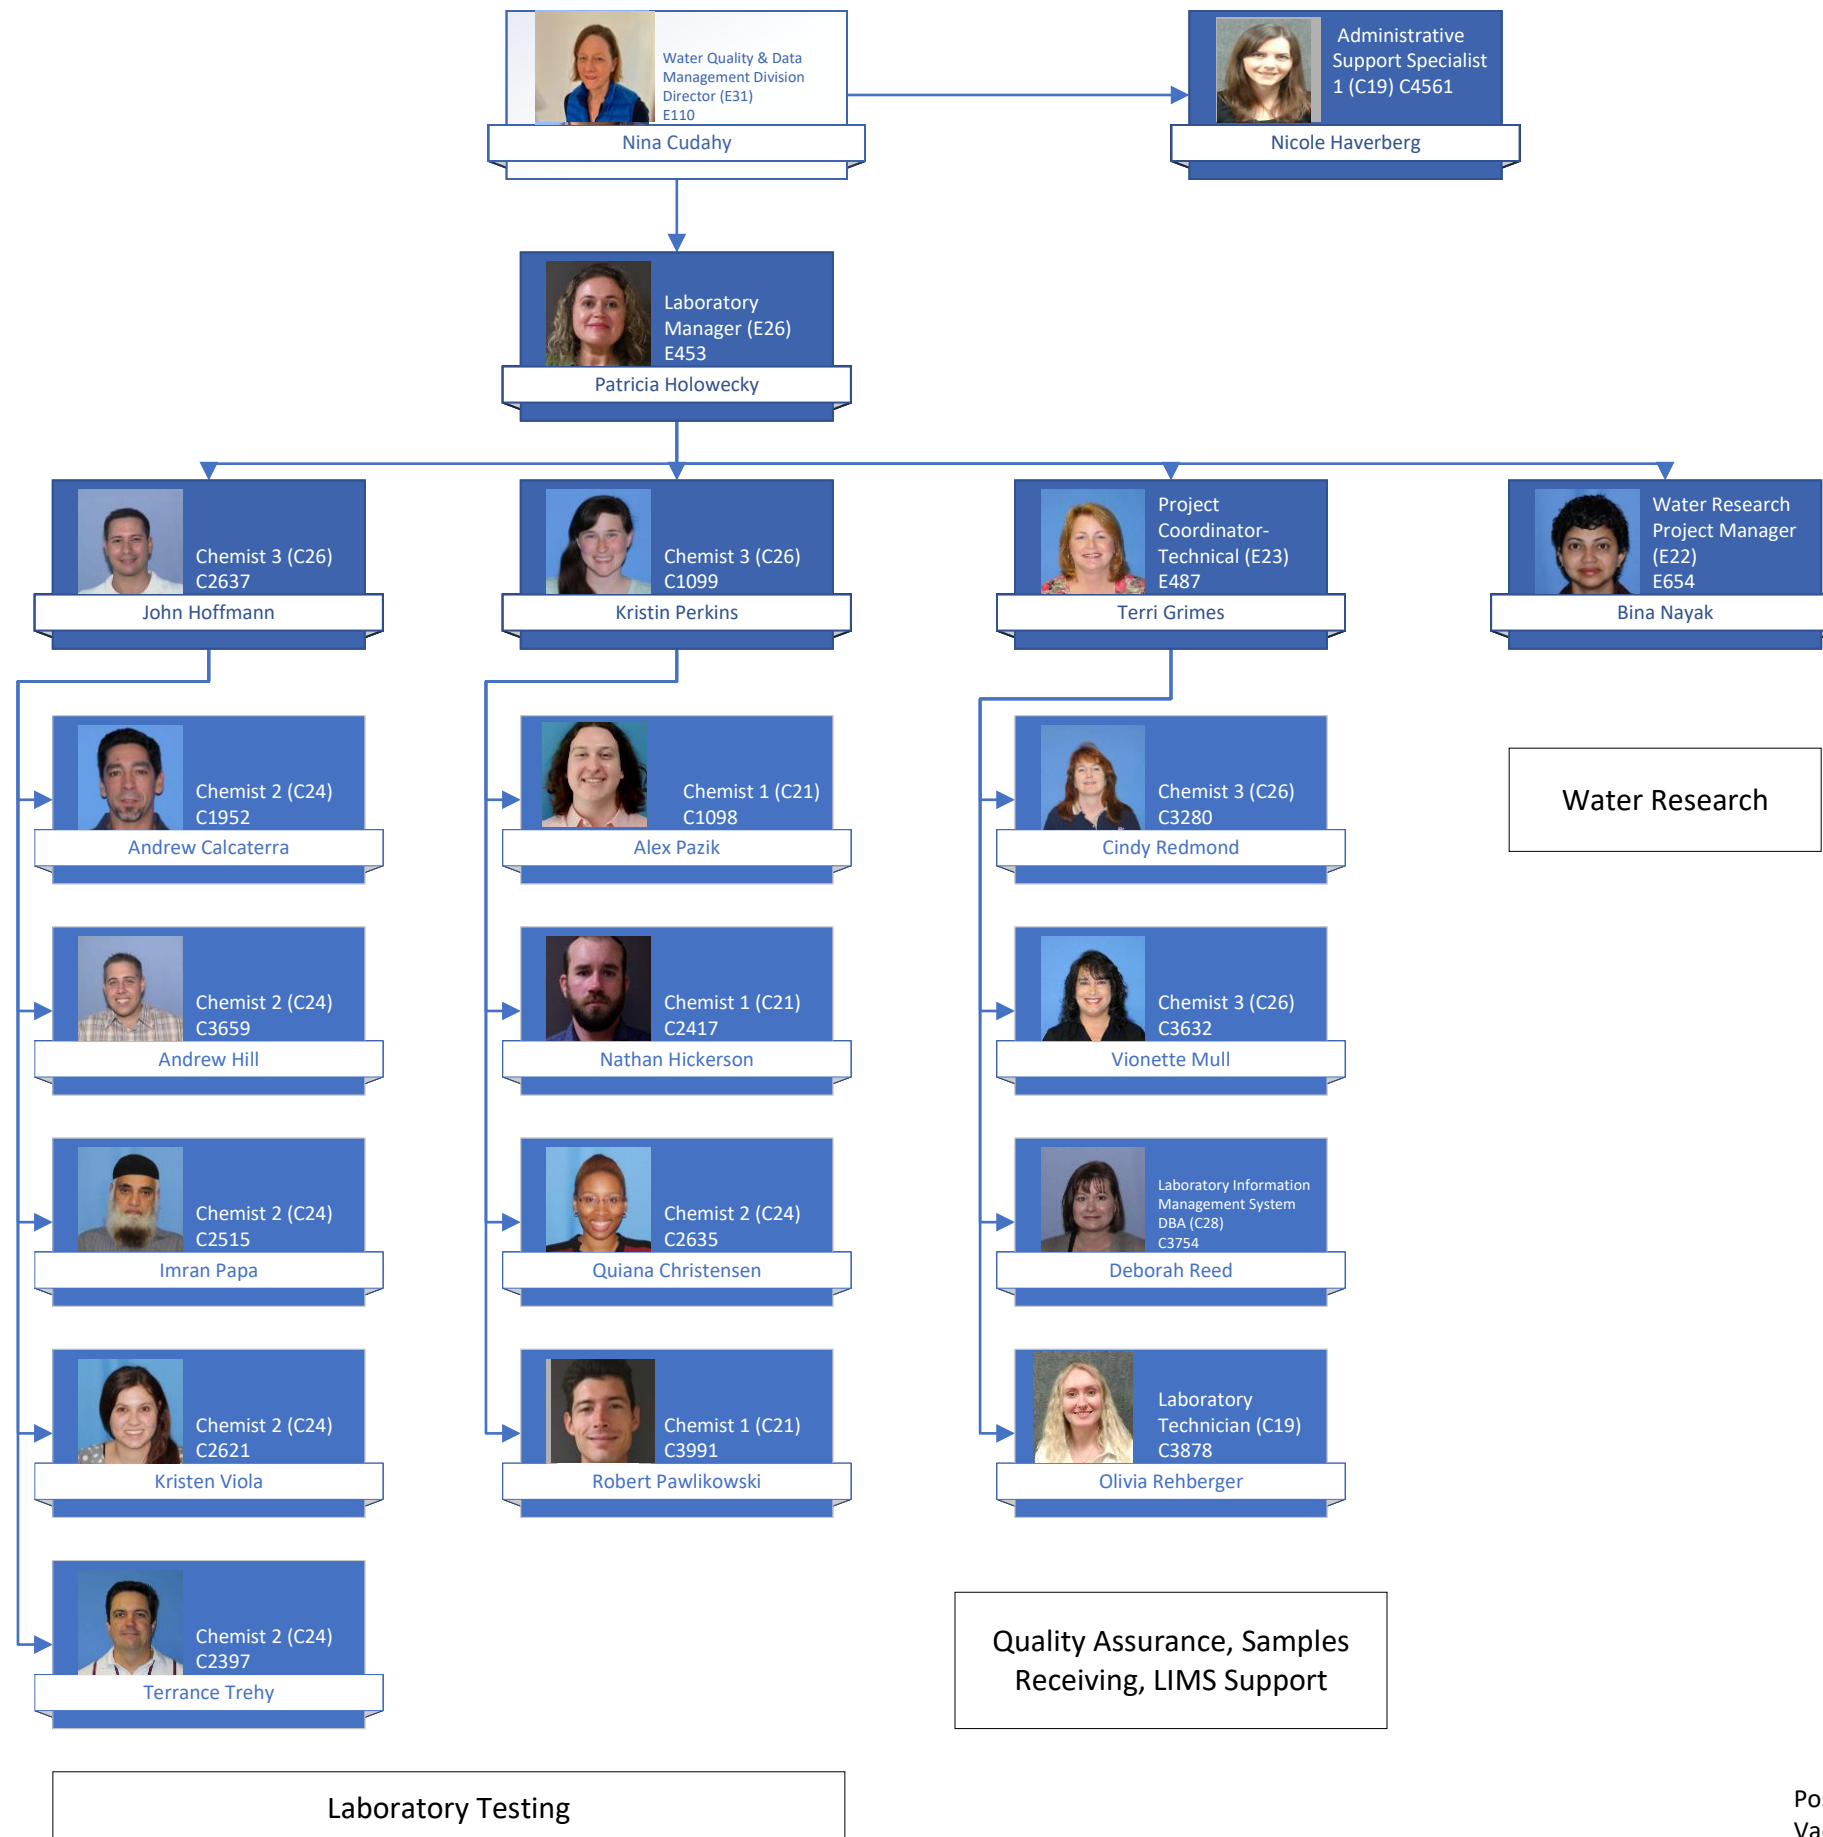 Water Quality & Data
Management Division
Director (E31)
E110
Nina Cudahy
Administrative
Support Specialist
1 (C19) C4561
Nicole Haverberg
Laboratory
Manager (E26)
E453
Patricia Holowecky
Chemist 3 (C26)
C2637
John Hoffmann
Chemist 3 (C26)
C1099
Kristin Perkins
Project
Coordinator-
Technical (E23)
E487
Terri Grimes
Water Research
Project Manager
(E22)
E654
Bina Nayak
Chemist 2 (C24)
C1952
Andrew Calcaterra
Chemist 1 (C21)
C1098
Alex Pazik
Chemist 3 (C26)
C3280
Cindy Redmond
Water Research
Chemist 2 (C24)
C3659
Andrew Hill
Chemist 1 (C21)
C2417
Nathan Hickerson
Chemist 3 (C26)
C3632
Vionette Mull
Chemist 2 (C24)
C2515
Imran Papa
Chemist 2 (C24)
C2635
Quiana Christensen
Laboratory Information
Management System
DBA (C28)
C3754
Deborah Reed
Chemist 2 (C24)
C2621
Kristen Viola
Chemist 1 (C21)
C3991
Robert Pawlikowski
Laboratory
Technician (C19)
C3878
Olivia Rehberger
Chemist 2 (C24)
C2397
Terrance Trehy
Quality Assurance, Samples
Receiving, LIMS Support
Laboratory Testing